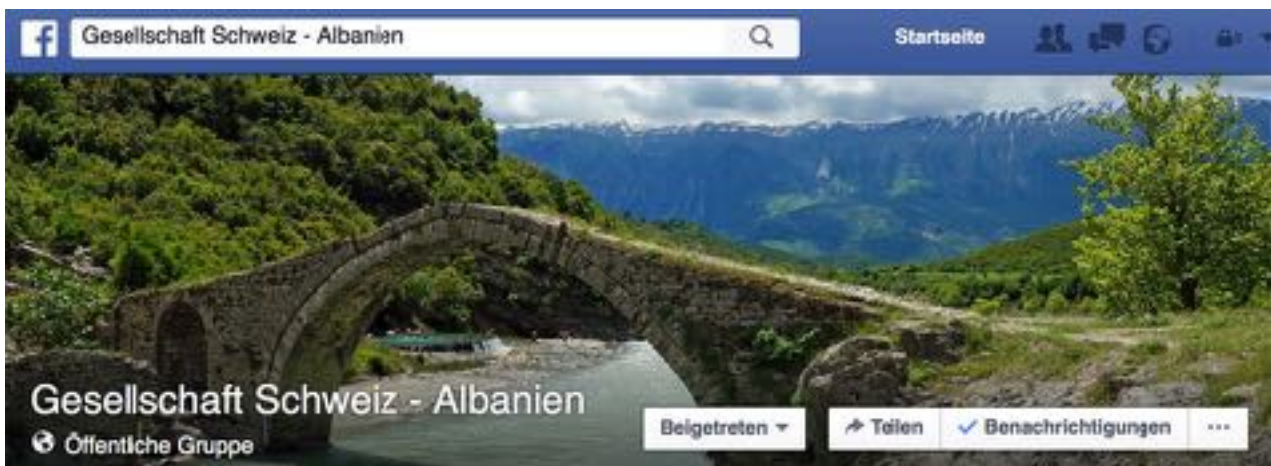 f Gesellschaft Schweiz - Albanien
Startseite
Gesellschaft Schweiz - Albanien
Öffentliche Gruppe
Beigetreten
Teilen
Benachrichtigungen
...